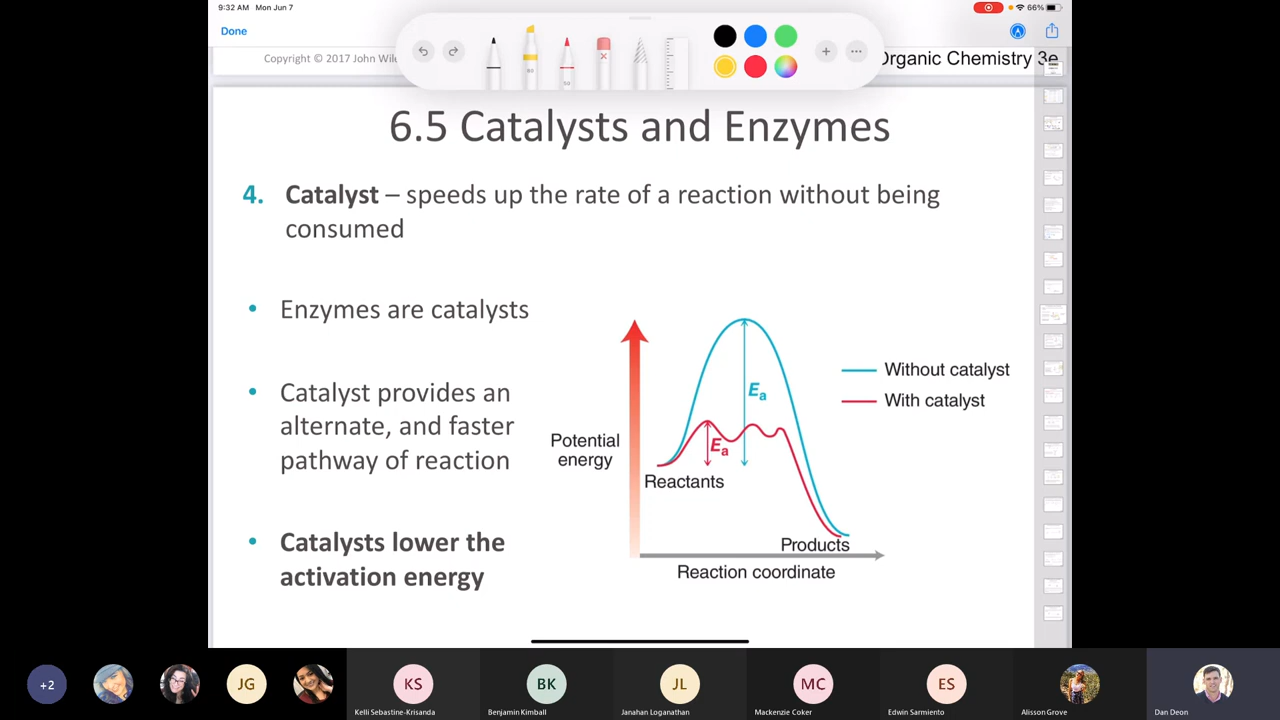 9:32 AM Mon Jun 7
66%
Done
Copyright © 2017 John
Organic Chemistry 3e
6.5 Catalysts and Enzymes
4. Catalyst – speeds up the rate of a reaction without being
consumed
• Enzymes are catalysts
• Catalyst provides an
alternate, and faster
pathway of reaction
• Catalysts lower the
activation energy
Potential
energy
Ea
Ea
Without catalyst
With catalyst
Reactants
Products
Reaction coordinate
+2
JG
KS
BK
JL
MC
ES
Kelli Sebastine-Krisanda
Benjamin Kimball
Janahan Loganathan
Mackenzie Coker
Edwin Sarmiento
Alisson Grove
Dan Deon